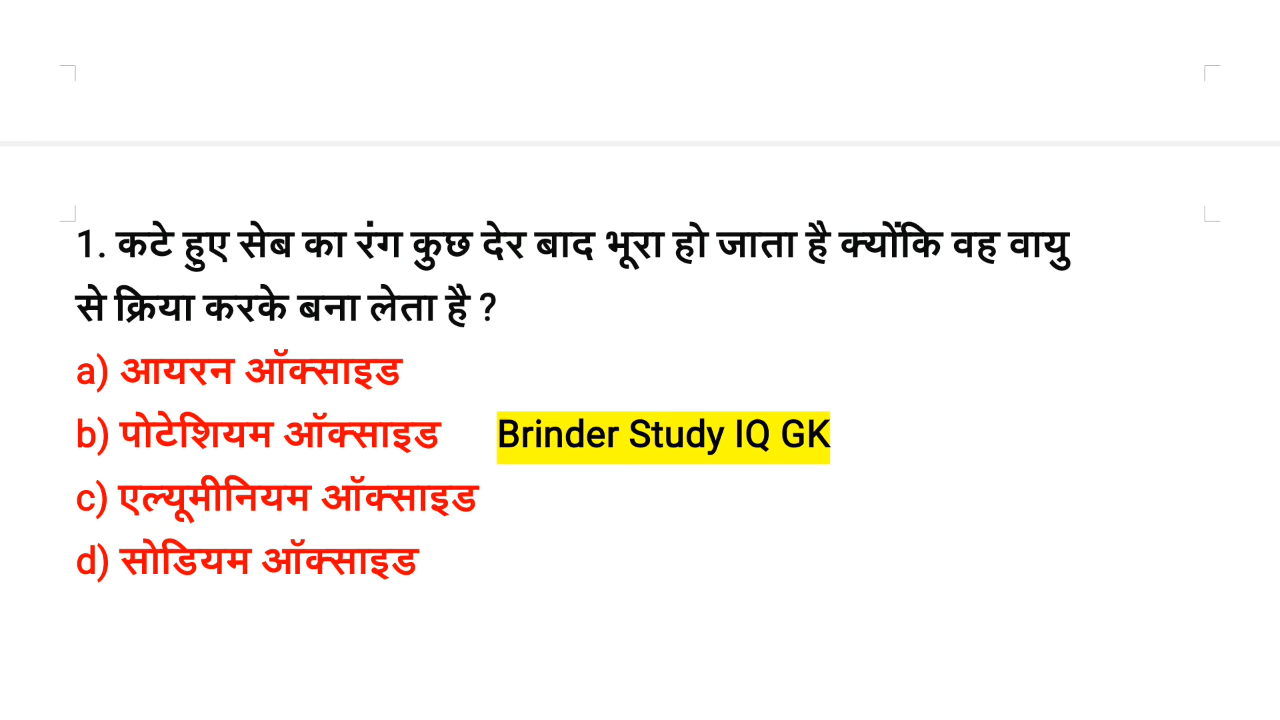 1. कटे हुए सेब का रंग कुछ देर बाद भूरा हो जाता है क्योंकि वह वायु
से क्रिया करके बना लेता है ?
a) आयरन ऑक्साइड
b) पोटेशियम ऑक्साइड Brinder Study IQ GK
c) एल्यूमीनियम ऑक्साइड
d) सोडियम ऑक्साइड